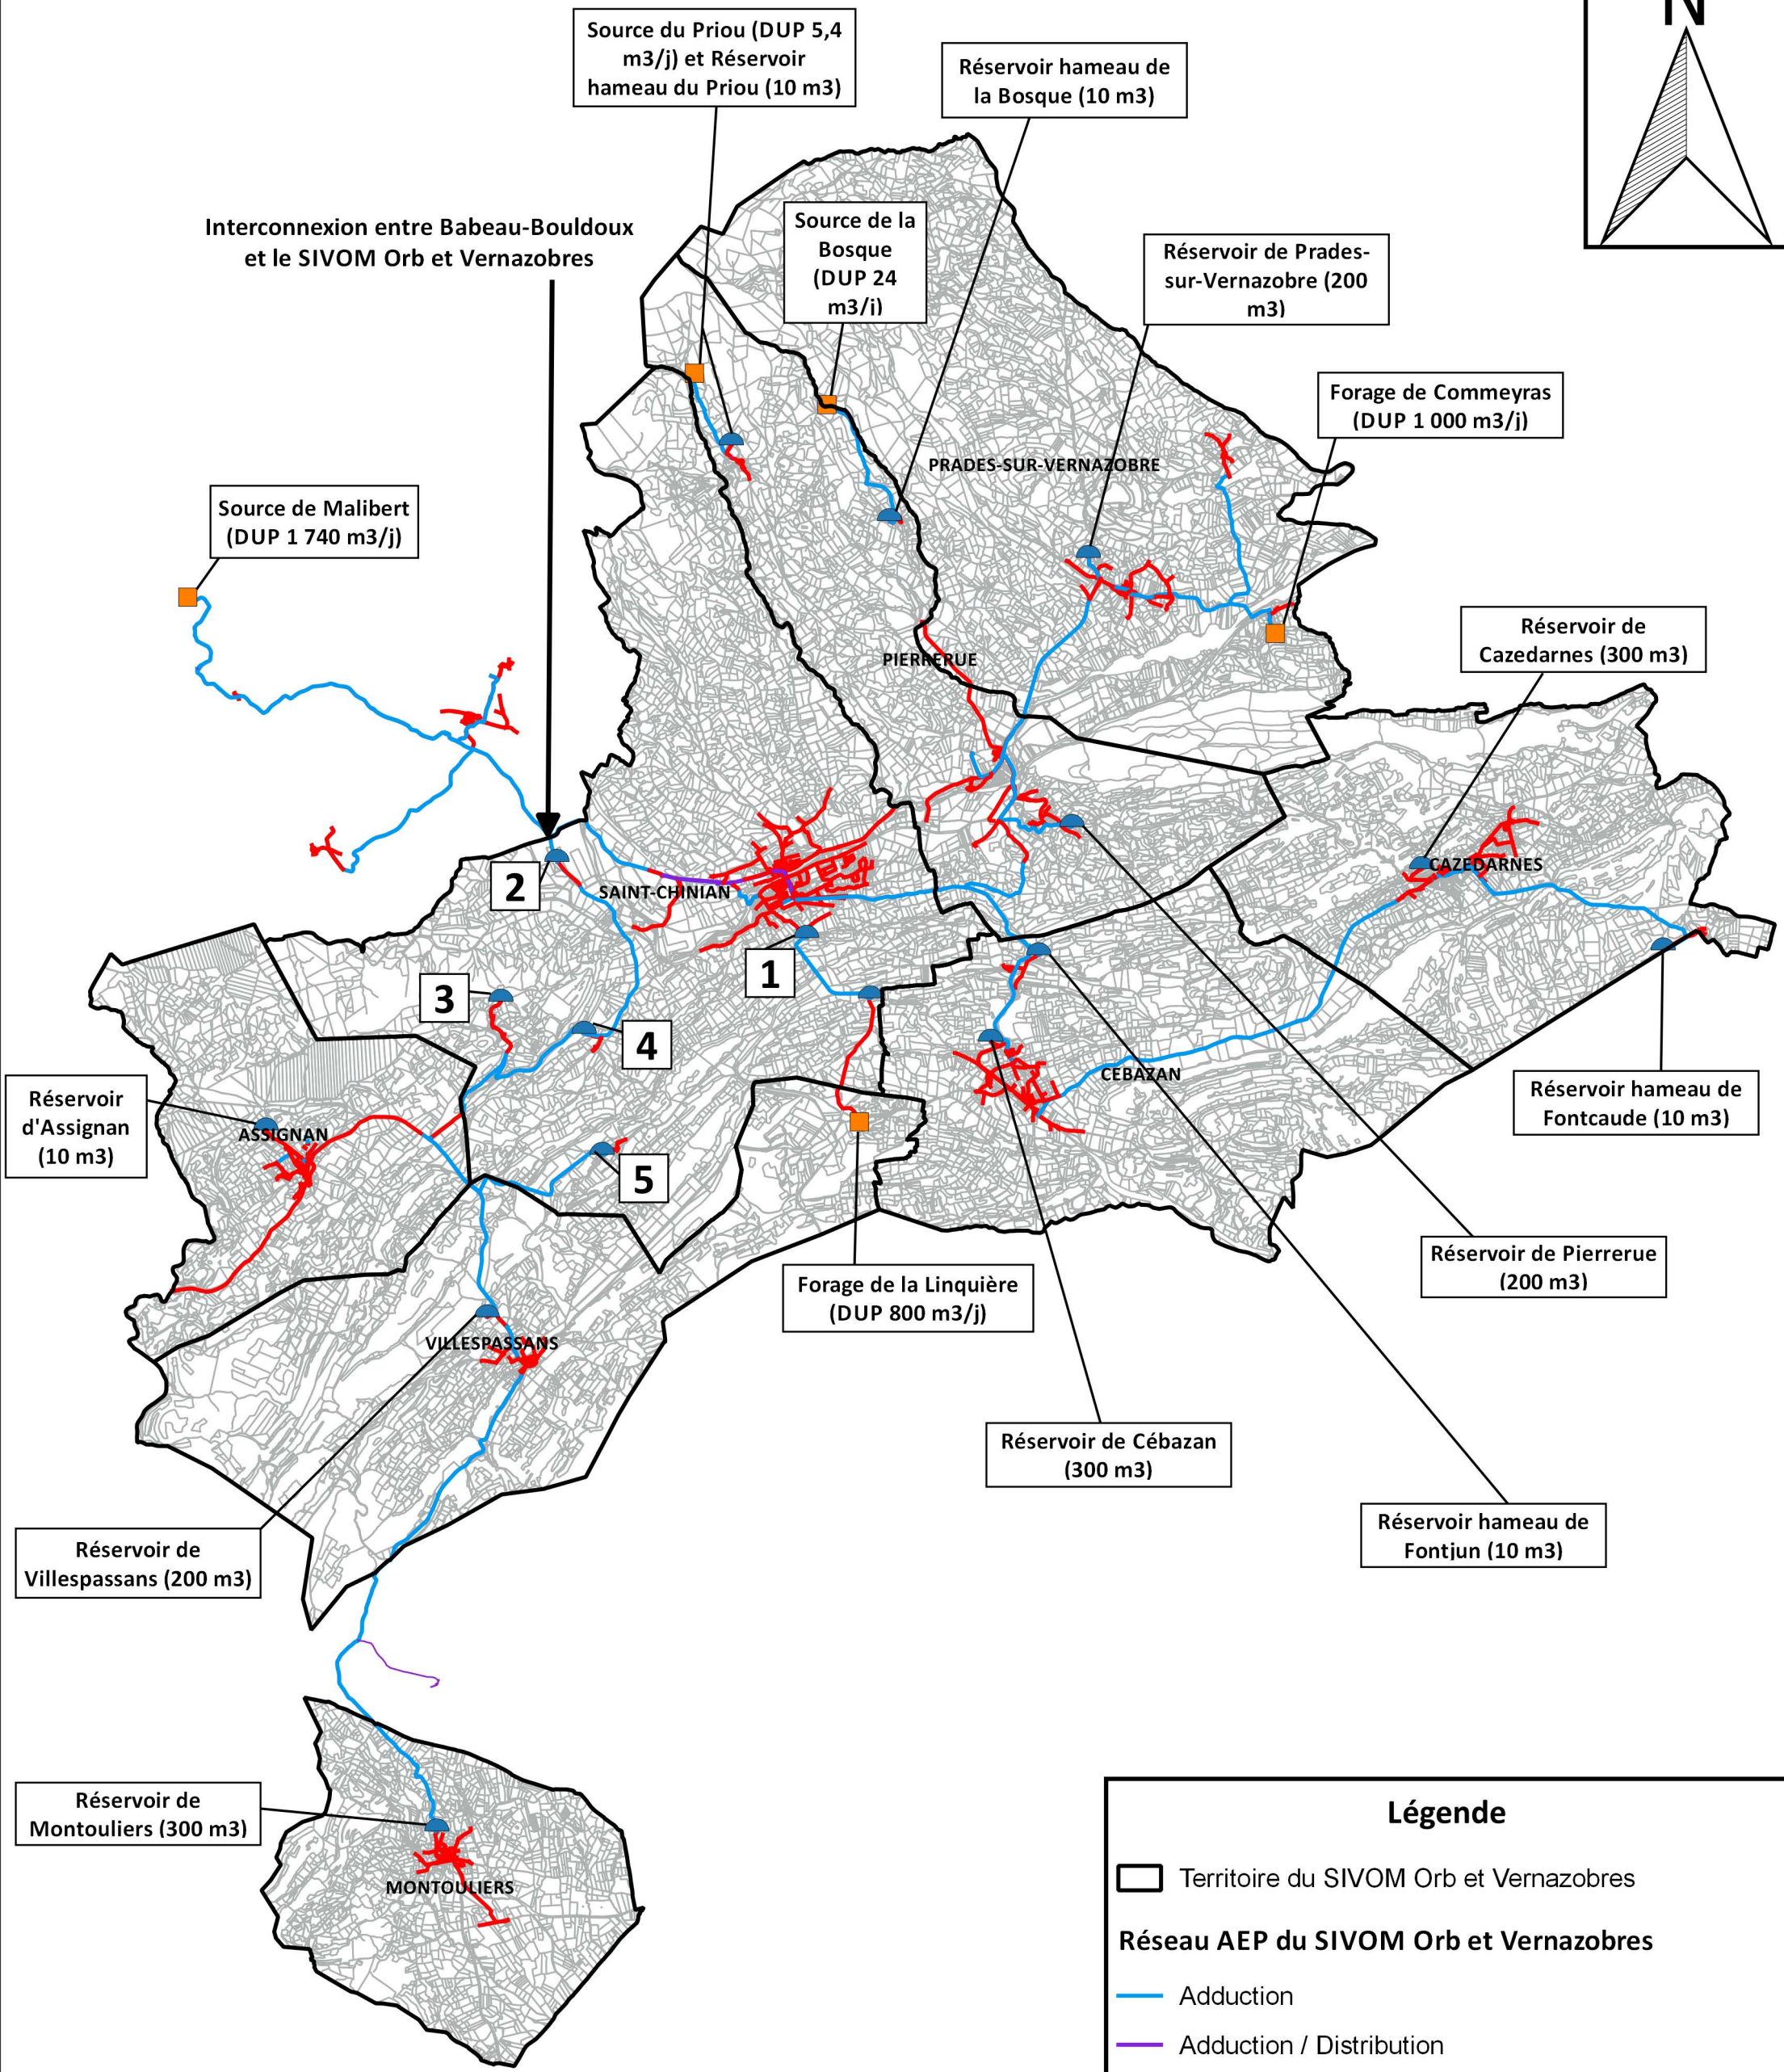 Source du Priou (DUP 5,4
m3/j) et Réservoir
hameau du Priou (10 m3)
Réservoir hameau de
la Bosque (10 m3)
N
Interconnexion entre Babeau-Bouldoux
et le SIVOM Orb et Vernazobres
Source de la
Bosque
(DUP 24
m3/j)
Réservoir de Prades-
sur-Vernazobre (200
m3)
Forage de Commeyras
(DUP 1 000 m3/j)
PRADES-SUR-VERNAZOBRE
Source de Malibert
(DUP 1 740 m3/j)
Réservoir de
Cazedarnes (300 m3)
PIERRERUE
CAZEDARNES
2
SAINT-CHINIAN
1
3
4
Réservoir
d'Assignan
(10 m3)
ASSIGNAN
CEBAZAN
Réservoir hameau de
Fontcaude (10 m3)
5
Réservoir de Pierrerue
(200 m3)
Forage de la Linquière
(DUP 800 m3/j)
VILLESPASSANS
Réservoir de Cébazan
(300 m3)
Réservoir hameau de
Fontjun (10 m3)
Réservoir de
Villespassans (200 m3)
Réservoir de
Montouliers (300 m3)
MONTOULIERS
Légende
Territoire du SIVOM Orb et Vernazobres
Réseau AEP du SIVOM Orb et Vernazobres
Adduction
Adduction / Distribution